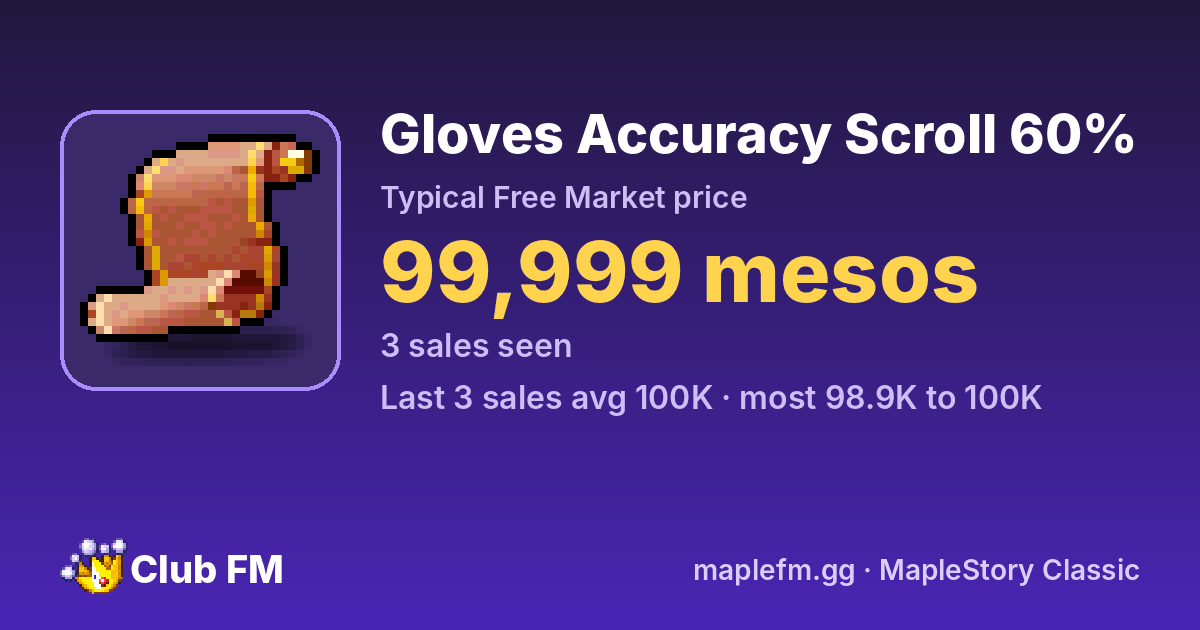 Gloves Accuracy Scroll 60%
Typical Free Market price
99,999 mesos
3 sales seen
Last 3 sales avg 100K · most 98.9K to 100K
Club FM
maplefm.gg · MapleStory Classic